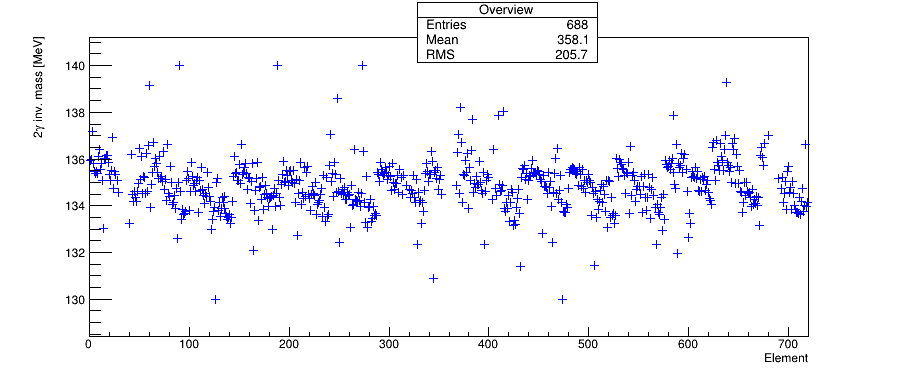 Overview
Entries 688
Mean 358.1
RMS 205.7
2γ inv. mass [MeV]
140
138
136
134
132
130
0 100 200 300 400 500 600 700
Element